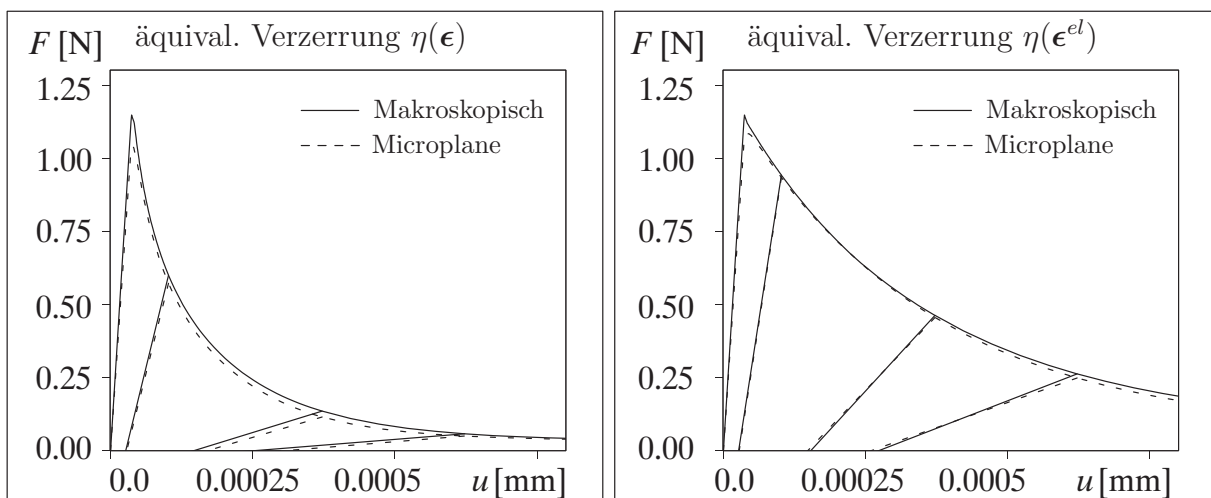 F [N] äquival. Verzerrung η(ϵ)
1.25
Makroskopisch
Microplane
1.00
0.75
0.50
0.25
0.00
0.0 0.00025 0.0005 u [mm]
F [N] äquival. Verzerrung η(ϵ^{el})
1.25
Makroskopisch
Microplane
1.00
0.75
0.50
0.25
0.00
0.0 0.00025 0.0005 u [mm]